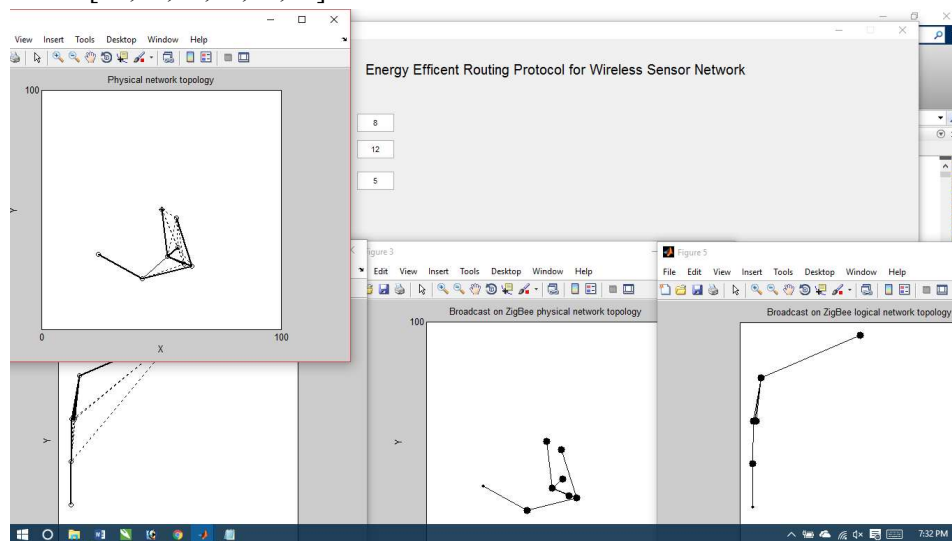 View Insert Tools Desktop Window Help
Physical network topology
100
Y
0
100
X
Energy Efficent Routing Protocol for Wireless Sensor Network
8
12
5
Y
Figure 3
Edit View Insert Tools Desktop Window Help
Broadcast on ZigBee physical network topology
100
Y
Figure 5
File Edit View Insert Tools Desktop Window Help
Broadcast on ZigBee logical network topology
100
Y
7:32 PM